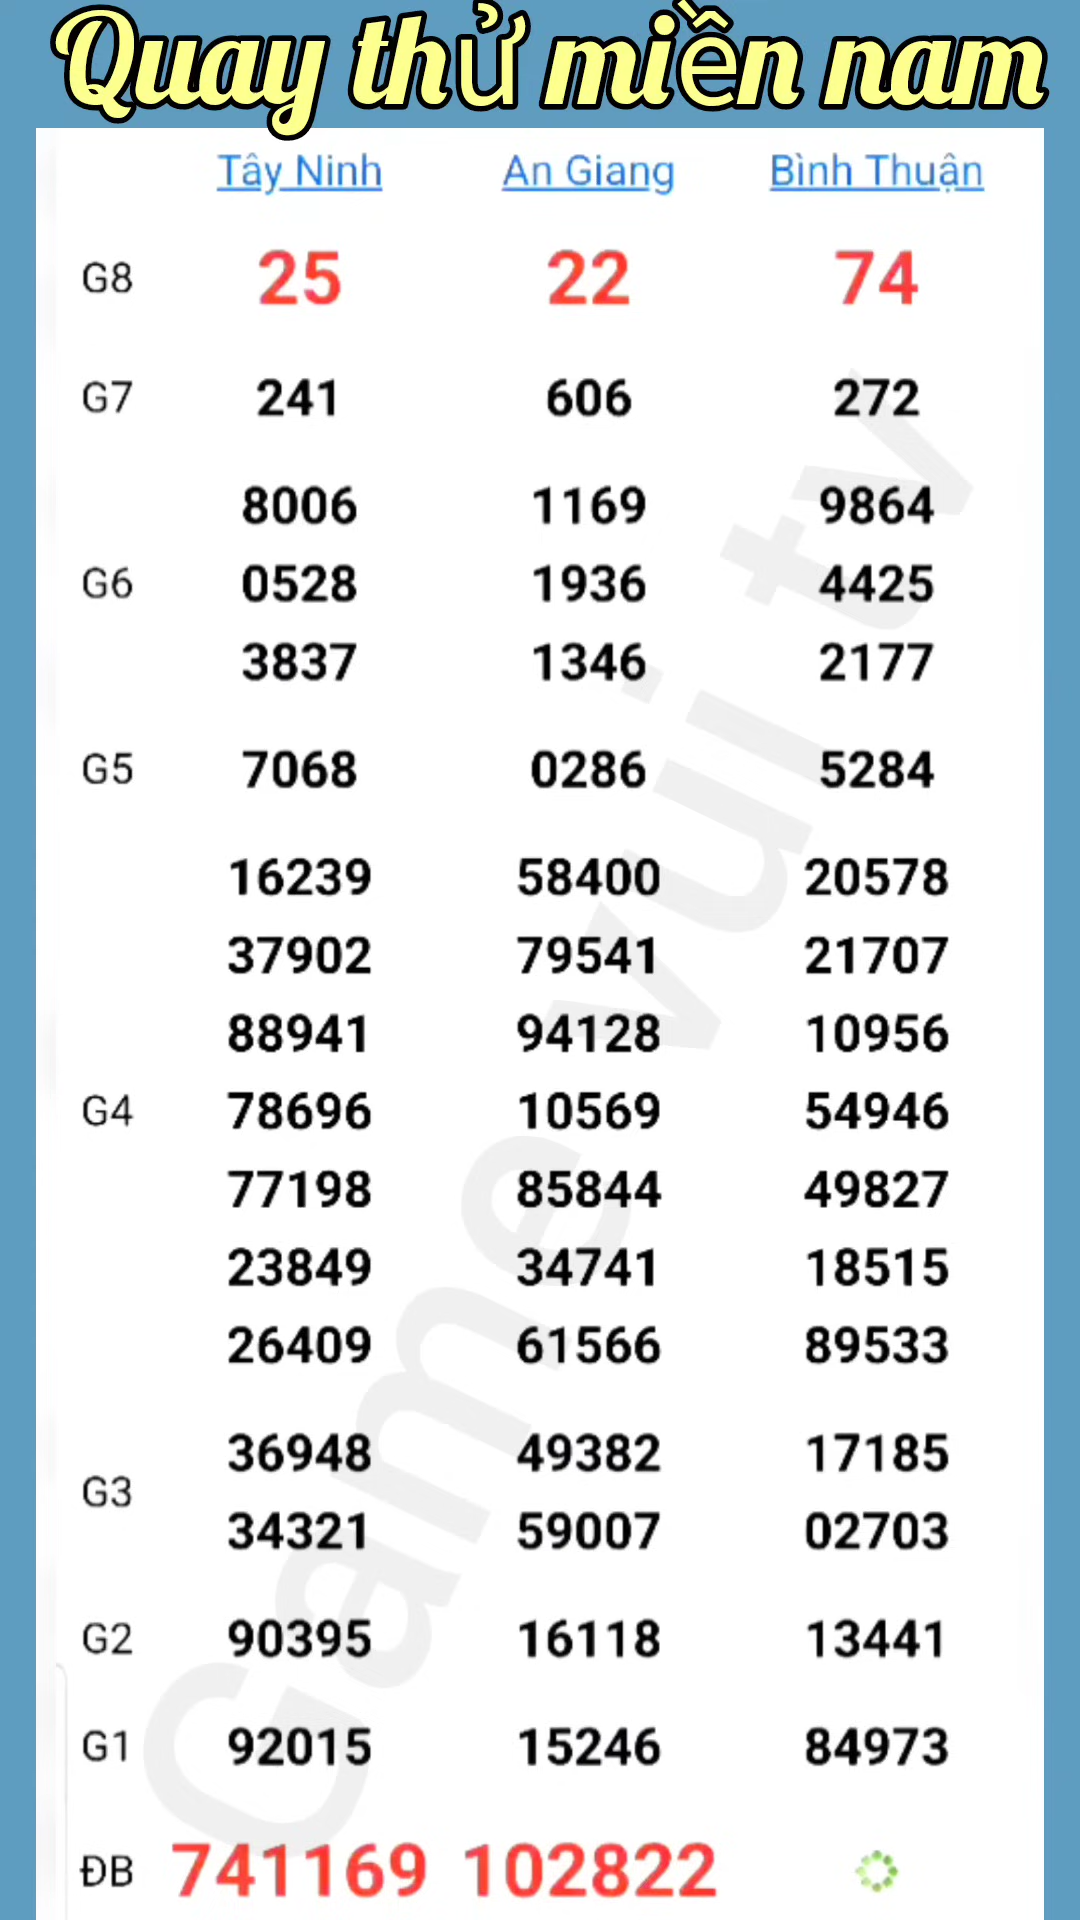 Quay thử miền nam
Tây Ninh An Giang Bình Thuận
G8 25 22 74
G7 241 606 272
8006 1169 9864
G6 0528 1936 4425
3837 1346 2177
G5 7068 0286 5284
16239 58400 20578
37902 79541 21707
88941 94128 10956
G4 78696 10569 54946
77198 85844 49827
23849 34741 18515
26409 61566 89533
G3
36948 49382 17185
34321 59007 02703
G2 90395 16118 13441
G1 92015 15246 84973
ĐB 741169 102822
Game vui tv